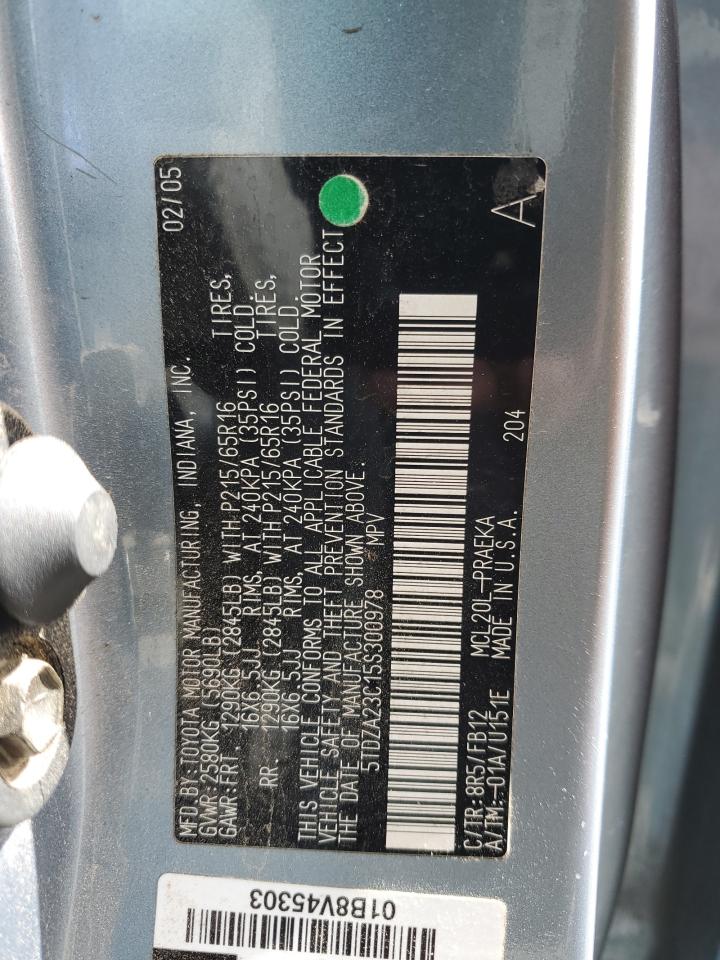 MFD.BY:TOYOTA MOTOR MANUFACTURING, INDIANA, INC. 02/05
GVWR:2580KG (5690LB)
GAWR:FRT 1290KG (2845LB) WITH P215/65R16 TIRES,
16X6.5JJ RIMS, AT 240KPA (35PSI) COLD.
RR. 1290KG (2845LB) WITH P215/65R16 TIRES,
16X6.5JJ RIMS, AT 240KPA (35PSI) COLD.
THIS VEHICLE CONFORMS TO ALL APPLICABLE FEDERAL MOTOR
VEHICLE SAFETY AND THEFT PREVENTION STANDARDS IN EFFECT
THE DATE OF MANUFACTURE SHOWN ABOVE.
5TDZA23C15S300978 MPV
C/TR:8R5/FB12 MCL20L-PRAEKA 204 A
A/TM:-01A/U151E MADE IN U.S.A.
01B8V45303